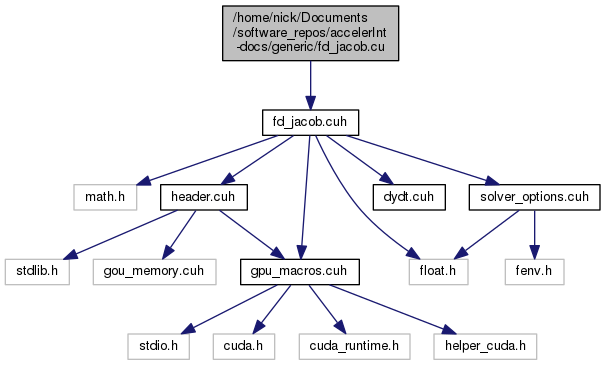 /home/nick/Documents
/software_repos/accelerInt
-docs/generic/fd_jacob.cu
fd_jacob.cuh
math.h
header.cuh
dydt.cuh
solver_options.cuh
stdlib.h
gou_memory.cuh
gpu_macros.cuh
float.h
fenv.h
stdio.h
cuda.h
cuda_runtime.h
helper_cuda.h